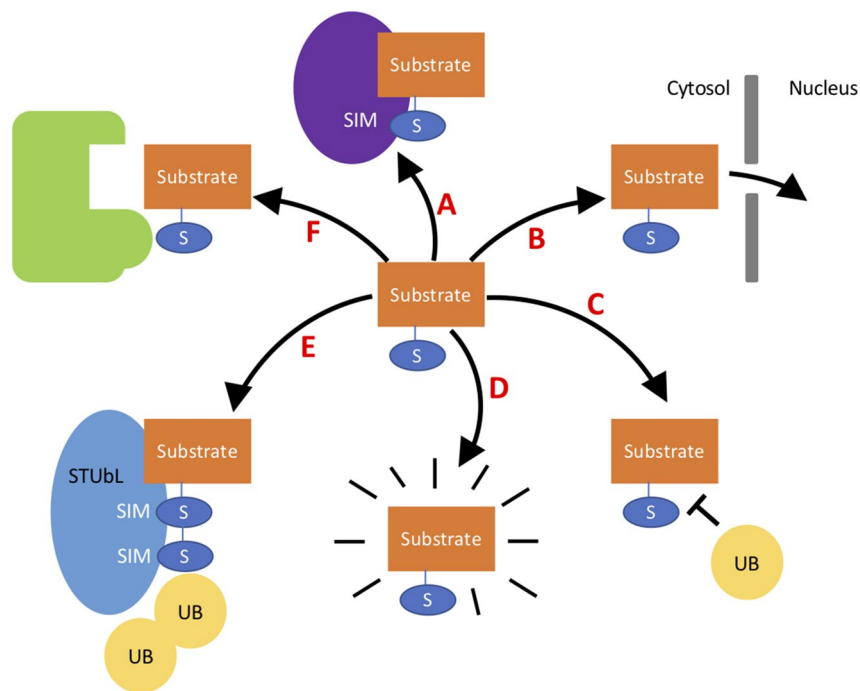 Substrate
SIM
S
Cytosol
Nucleus
Substrate
S
Substrate
S
A
B
F
Substrate
S
C
E
D
STUbL
Substrate
SIM
S
SIM
S
UB
UB
Substrate
S
Substrate
S
UB